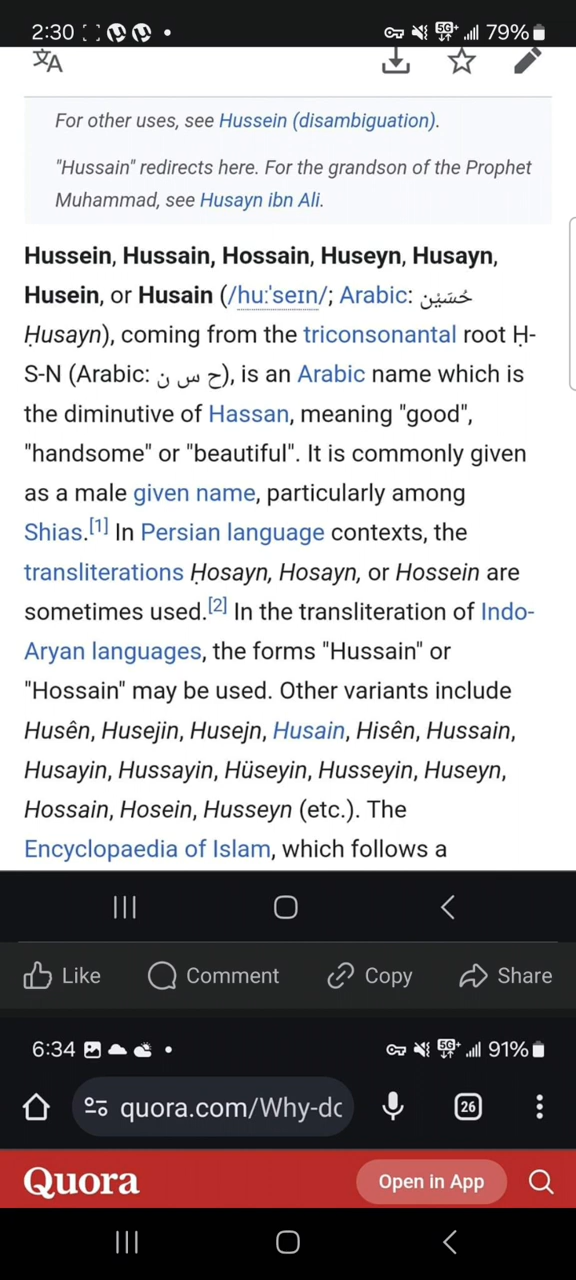 2:30 79%
For other uses, see Hussein (disambiguation).
"Hussain" redirects here. For the grandson of the Prophet
Muhammad, see Husayn ibn Ali.
Hussein, Hussain, Hossain, Huseyn, Husayn,
Husein, or Husain (/huːˈseɪn/; Arabic: حُسَيْن
Ḥusayn), coming from the triconsonantal root Ḥ-
S-N (Arabic: ح س ن), is an Arabic name which is
the diminutive of Hassan, meaning "good",
"handsome" or "beautiful". It is commonly given
as a male given name, particularly among
Shias.[1] In Persian language contexts, the
transliterations Ḥosayn, Hosayn, or Hossein are
sometimes used.[2] In the transliteration of Indo-
Aryan languages, the forms "Hussain" or
"Hossain" may be used. Other variants include
Husên, Husejin, Husejn, Husain, Hisên, Hussain,
Husayin, Hussayin, Hüseyin, Husseyin, Huseyn,
Hossain, Hosein, Husseyn (etc.). The
Encyclopaedia of Islam, which follows a
Like Comment Copy Share
6:34 5G+ 91%
quora.com/Why-do
26
Quora Open in App